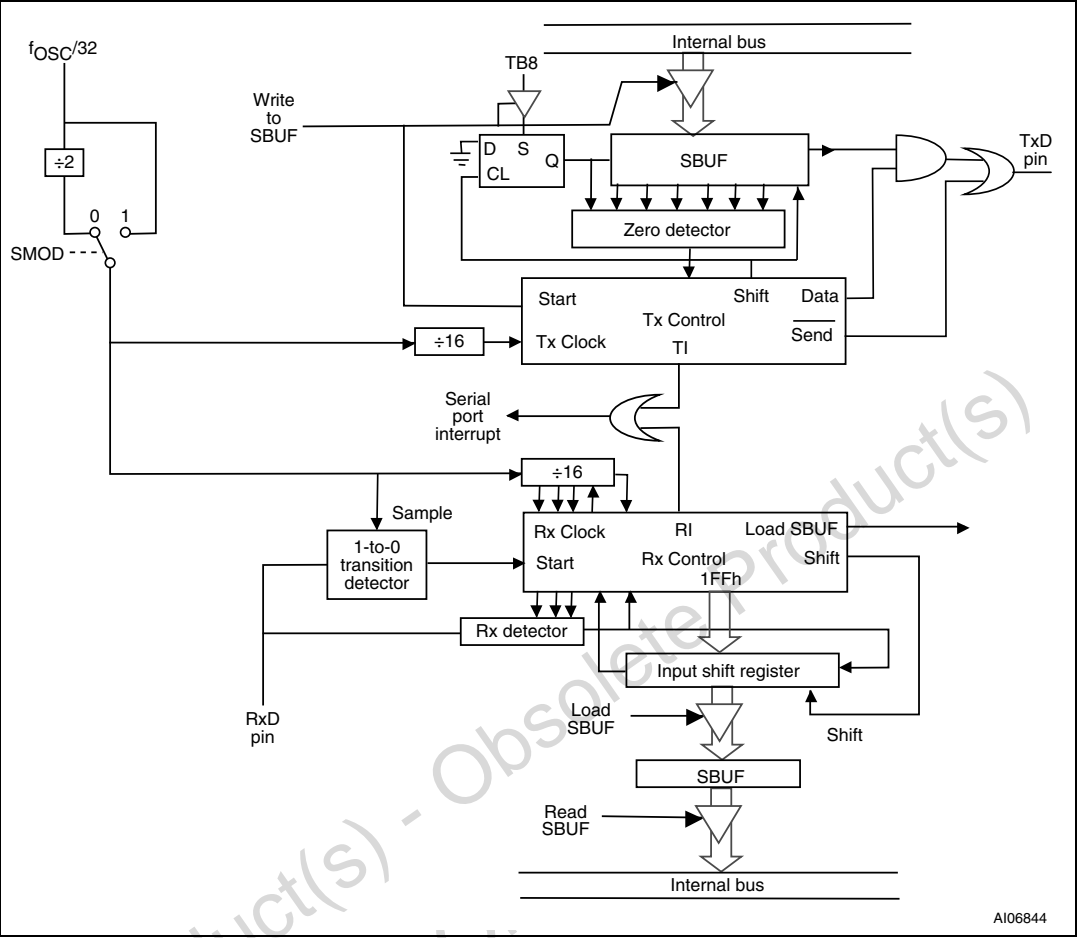 fOSC/32
÷2
0 1
SMOD
Write
to
SBUF
TB8
Internal bus
D S
Q
CL
SBUF
TxD
pin
Zero detector
Start
Shift
Data
Tx Control
Send
Tx Clock
TI
÷16
Serial
port
interrupt
÷16
Sample
1-to-0
transition
detector
Rx Clock
RI
Load SBUF
Start
Rx Control
Shift
1FFh
Rx detector
Input shift register
RxD
pin
Load
SBUF
Shift
SBUF
Read
SBUF
Internal bus
AI06844
uct(s) - Obsolete Product(s)